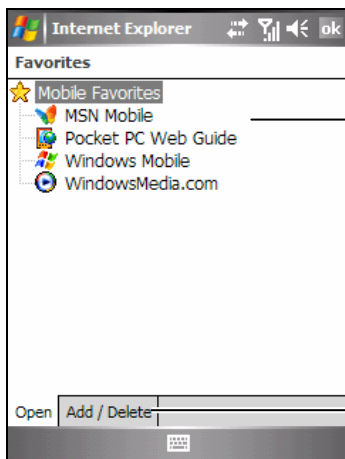 Internet Explorer ok
Favorites
Mobile Favorites
MSN Mobile
Pocket PC Web Guide
Windows Mobile
WindowsMedia.com
Open Add / Delete